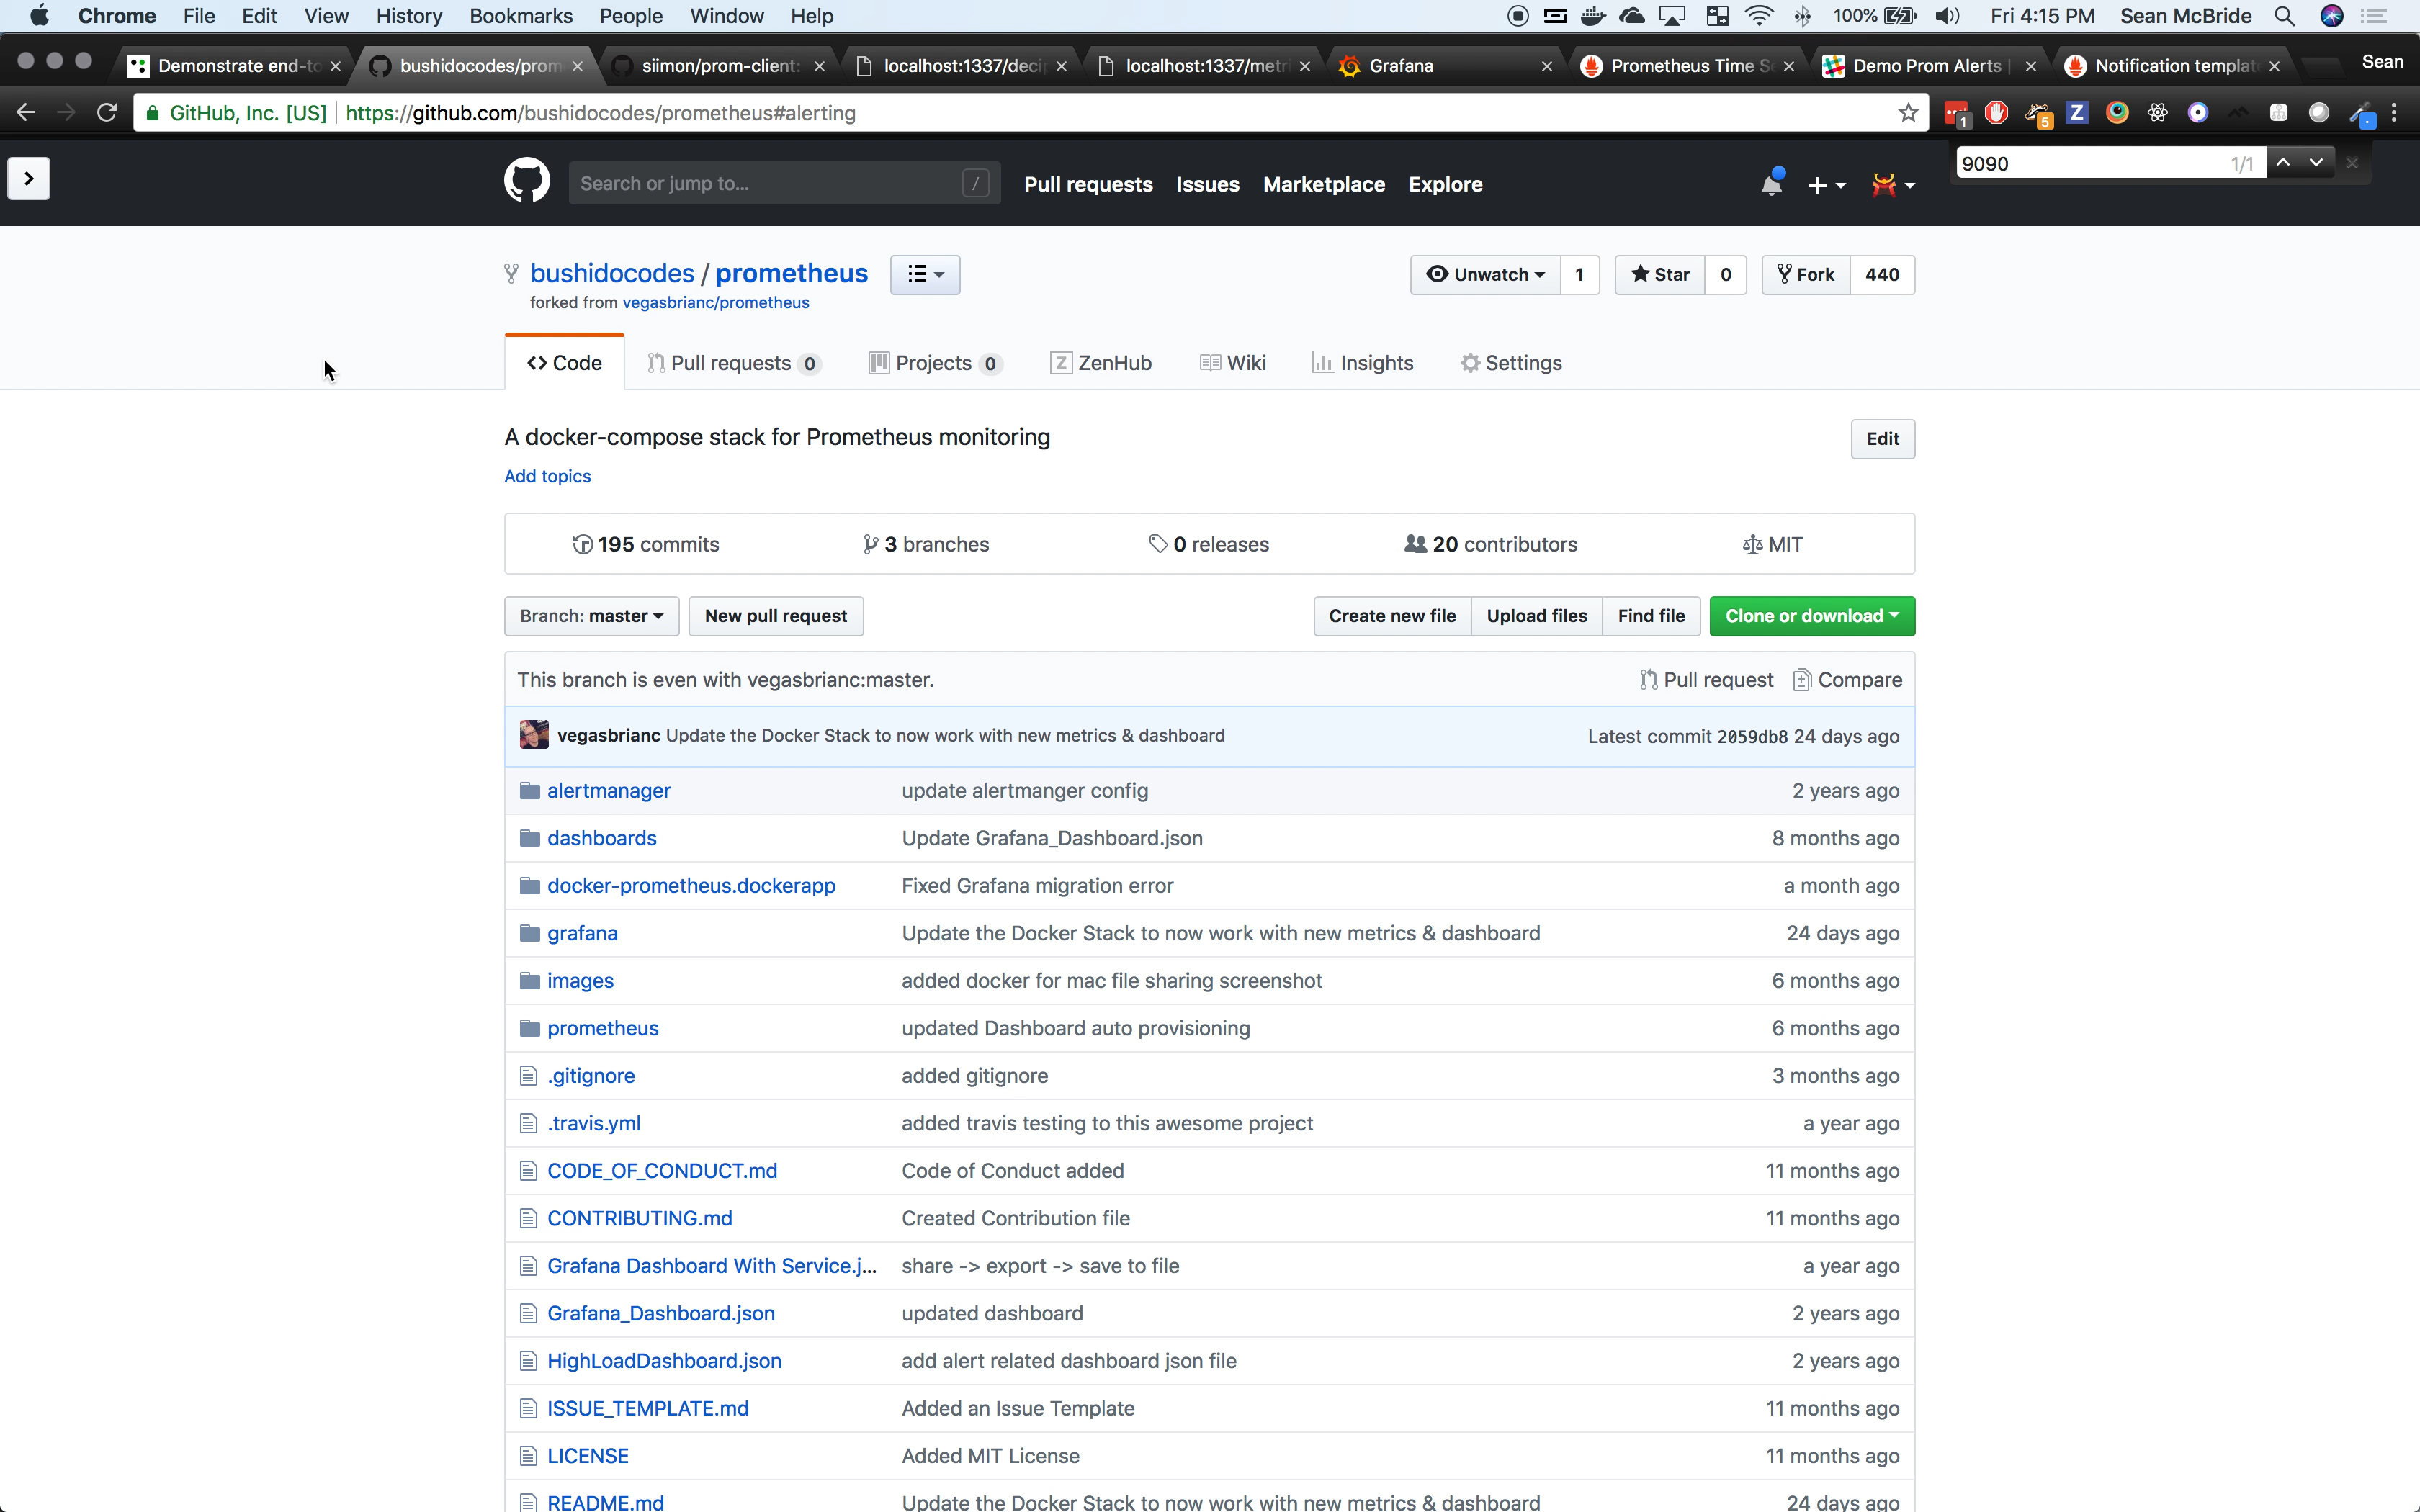 Chrome File Edit View History Bookmarks People Window Help 100% Fri 4:15 PM Sean McBride
Demonstrate end-to bushidocodes/prom siimon/prom-client: localhost:1337/deci localhost:1337/metri Grafana Prometheus Time S Demo Prom Alerts | Notification templat Sean
GitHub, Inc. [US] https://github.com/bushidocodes/prometheus#alerting 1 5 Z
9090 1/1
Search or jump to... / Pull requests Issues Marketplace Explore
bushidocodes / prometheus Unwatch 1 Star 0 Fork 440
forked from vegasbrianc/prometheus
Code Pull requests 0 Projects 0 Z ZenHub Wiki Insights Settings
A docker-compose stack for Prometheus monitoring Edit
Add topics
195 commits 3 branches 0 releases 20 contributors MIT
Branch: master New pull request Create new file Upload files Find file Clone or download
This branch is even with vegasbrianc:master. Pull request Compare
vegasbrianc Update the Docker Stack to now work with new metrics & dashboard Latest commit 2059db8 24 days ago
alertmanager update alertmanger config 2 years ago
dashboards Update Grafana_Dashboard.json 8 months ago
docker-prometheus.dockerapp Fixed Grafana migration error a month ago
grafana Update the Docker Stack to now work with new metrics & dashboard 24 days ago
images added docker for mac file sharing screenshot 6 months ago
prometheus updated Dashboard auto provisioning 6 months ago
.gitignore added gitignore 3 months ago
.travis.yml added travis testing to this awesome project a year ago
CODE_OF_CONDUCT.md Code of Conduct added 11 months ago
CONTRIBUTING.md Created Contribution file 11 months ago
Grafana Dashboard With Service.j... share -> export -> save to file a year ago
Grafana_Dashboard.json updated dashboard 2 years ago
HighLoadDashboard.json add alert related dashboard json file 2 years ago
ISSUE_TEMPLATE.md Added an Issue Template 11 months ago
LICENSE Added MIT License 11 months ago
README.md Update the Docker Stack to now work with new metrics & dashboard 24 days ago